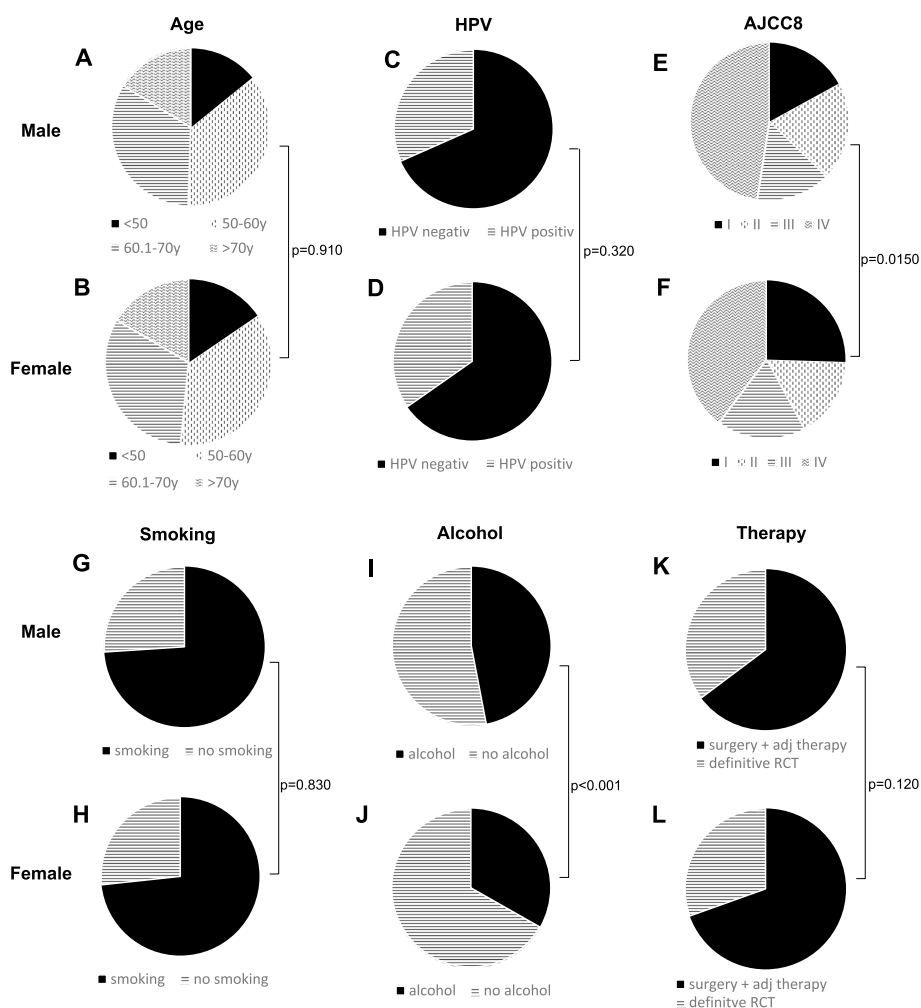 Age HPV AJCC8
A C E
Male
<50 50-60y
60.1-70y >70y
HPV negativ HPV positiv
I II III IV
p=0.910
p=0.320
p=0.0150
B D F
Female
<50 50-60y
60.1-70y >70y
HPV negativ HPV positiv
I II III IV
Smoking Alcohol Therapy
G I K
Male
smoking no smoking
alcohol no alcohol
surgery + adj therapy
definitive RCT
p=0.830
p<0.001
p=0.120
H J L
Female
smoking no smoking
alcohol no alcohol
surgery + adj therapy
definitive RCT